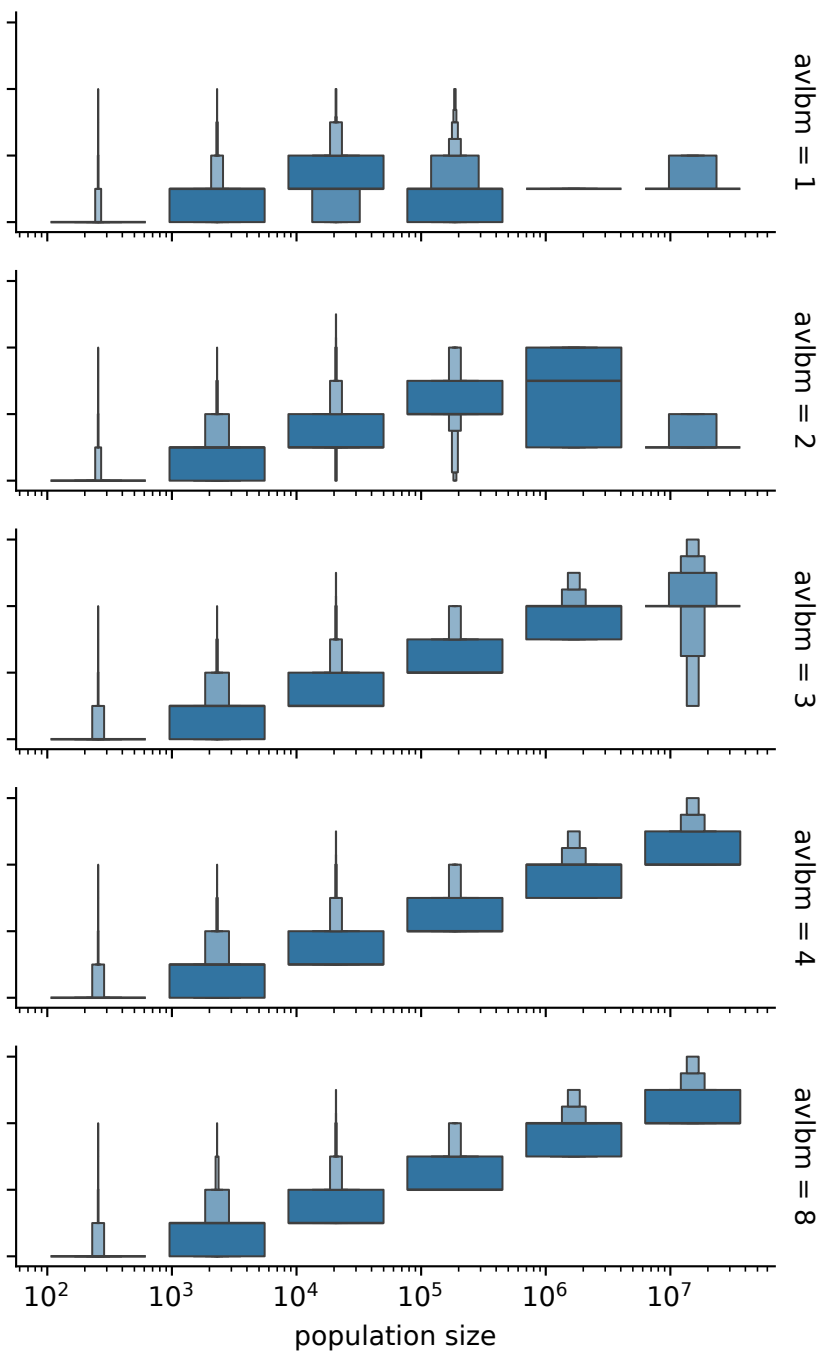 avlbm = 1
avlbm = 2
avlbm = 3
avlbm = 4
avlbm = 8
10² 10³ 10⁴ 10⁵ 10⁶ 10⁷
population size